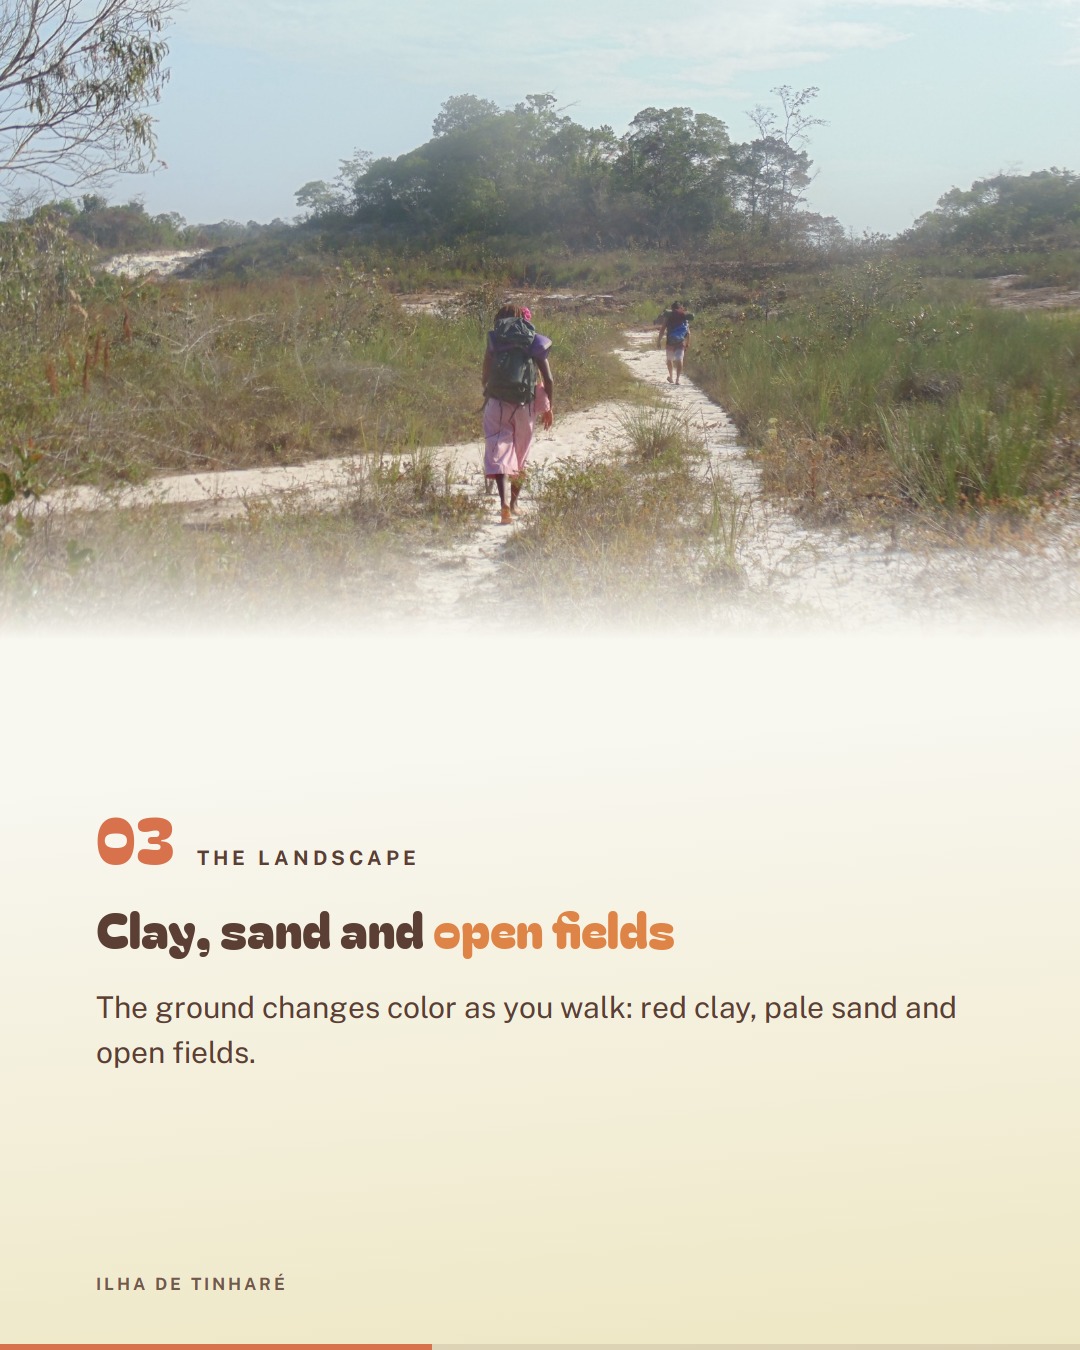 03 THE LANDSCAPE
Clay, sand and open fields
The ground changes color as you walk: red clay, pale sand and
open fields.
ILHA DE TINHARÉ